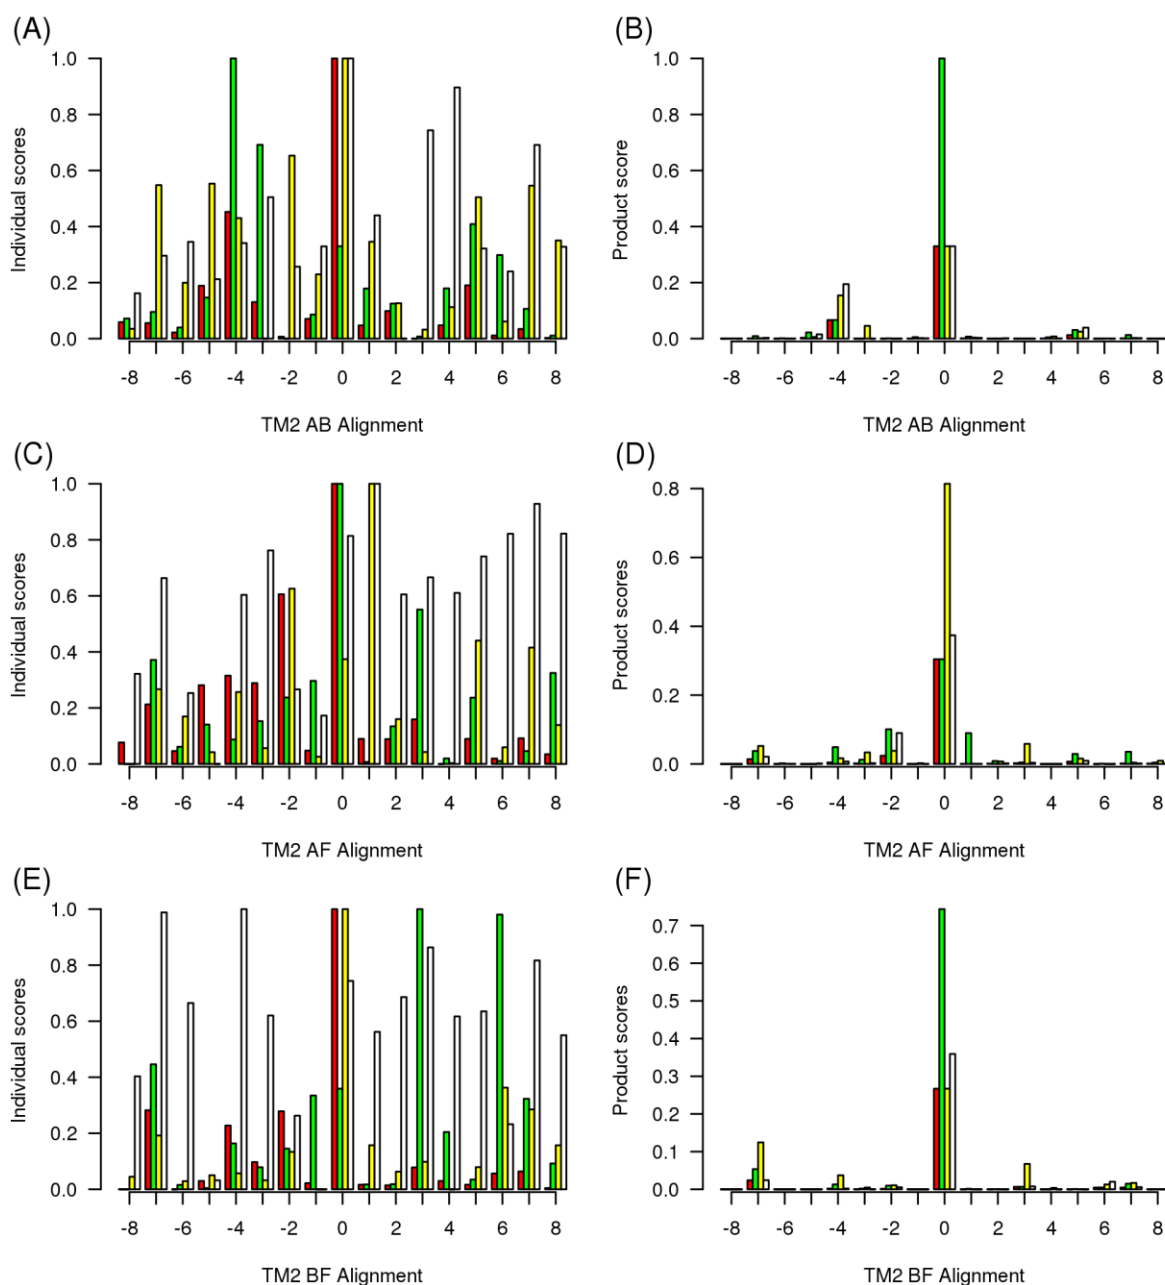 (A)
1.0
0.8
0.6
0.4
0.2
0.0
Individual scores
-8 -6 -4 -2 0 2 4 6 8
TM2 AB Alignment
(B)
1.0
0.8
0.6
0.4
0.2
0.0
Product score
-8 -6 -4 -2 0 2 4 6 8
TM2 AB Alignment
(C)
1.0
0.8
0.6
0.4
0.2
0.0
Individual scores
-8 -6 -4 -2 0 2 4 6 8
TM2 AF Alignment
(D)
0.8
0.6
0.4
0.2
0.0
Product scores
-8 -6 -4 -2 0 2 4 6 8
TM2 AF Alignment
(E)
1.0
0.8
0.6
0.4
0.2
0.0
Individual scores
-8 -6 -4 -2 0 2 4 6 8
TM2 BF Alignment
(F)
0.7
0.6
0.5
0.4
0.3
0.2
0.1
0.0
Product scores
-8 -6 -4 -2 0 2 4 6 8
TM2 BF Alignment